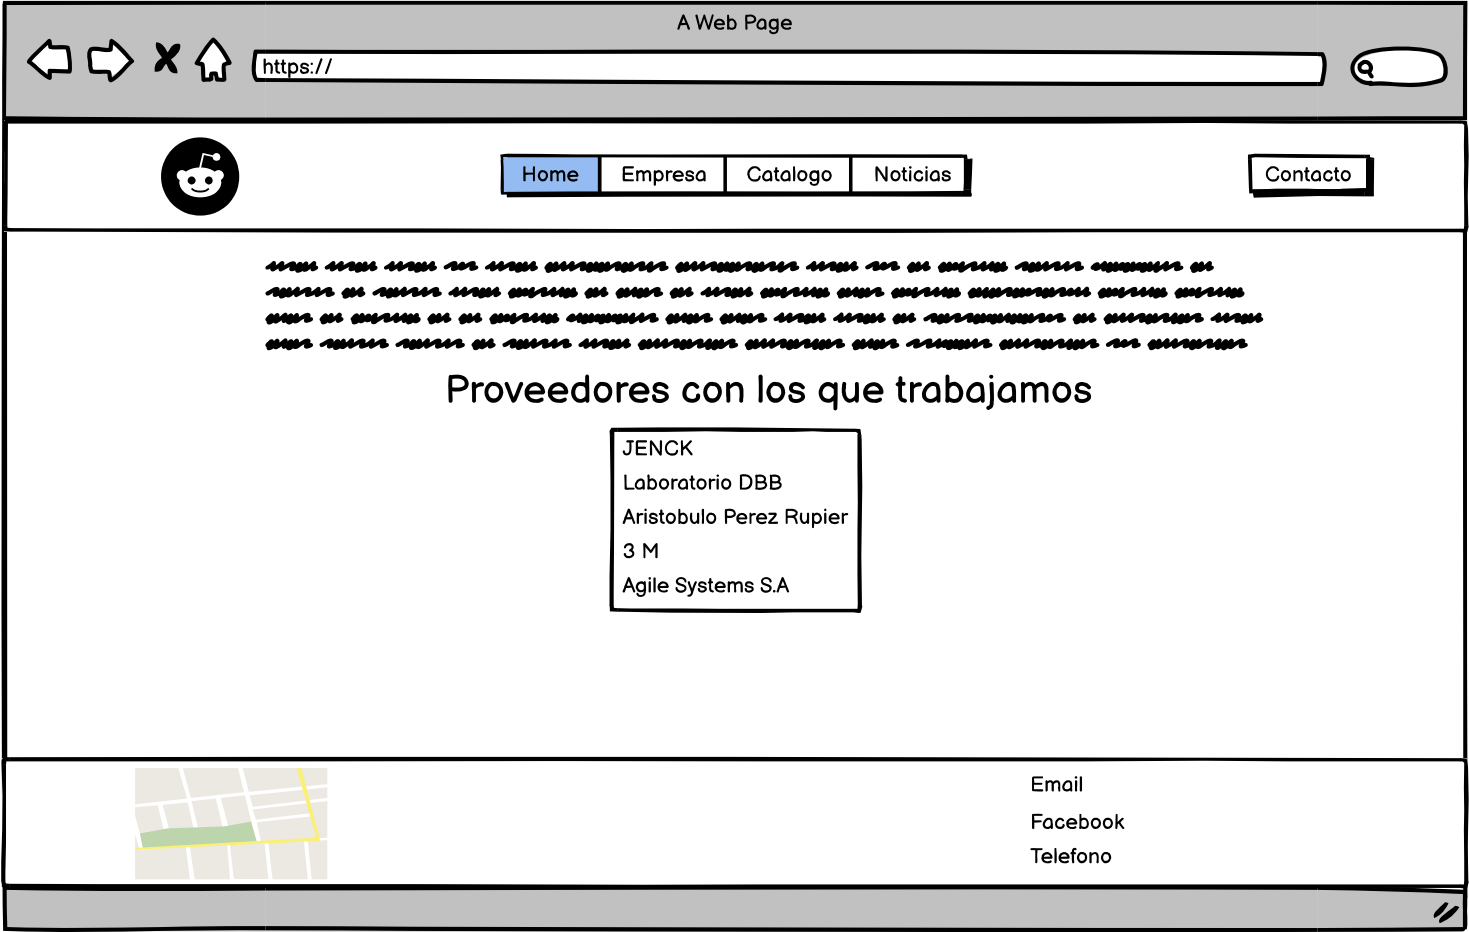 A Web Page
https://
Home Empresa Catalogo Noticias
Contacto
Proveedores con los que trabajamos
JENCK
Laboratorio DBB
Aristobulo Perez Rupier
3 M
Agile Systems S.A
Email
Facebook
Telefono